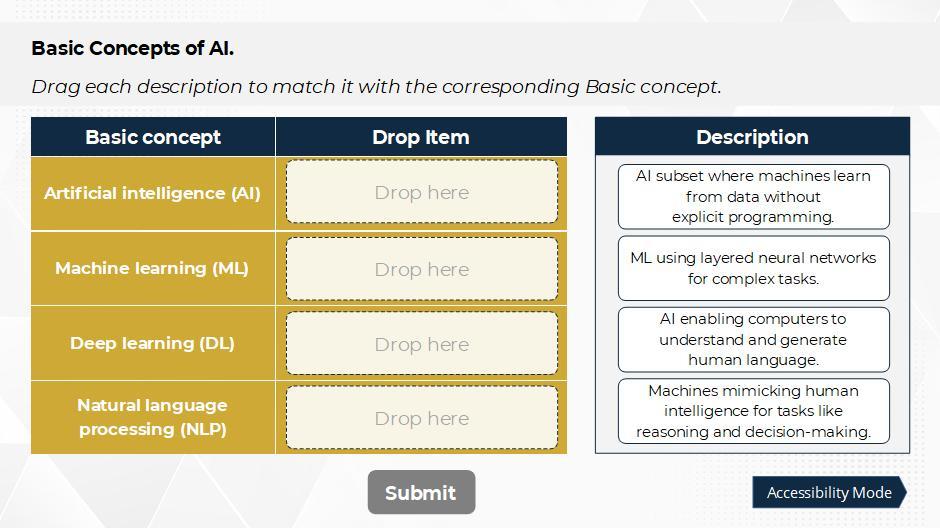 Basic Concepts of AI.
Drag each description to match it with the corresponding Basic concept.
Basic concept
Drop Item
Artificial intelligence (AI)
Drop here
Machine learning (ML)
Drop here
Deep learning (DL)
Drop here
Natural language
processing (NLP)
Drop here
Description
AI subset where machines learn
from data without
explicit programming.
ML using layered neural networks
for complex tasks.
AI enabling computers to
understand and generate
human language.
Machines mimicking human
intelligence for tasks like
reasoning and decision-making.
Submit
Accessibility Mode